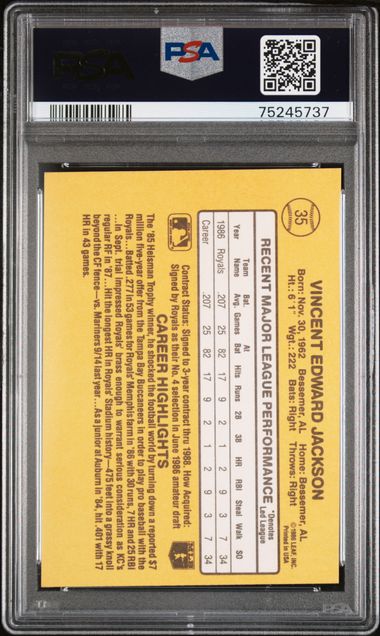 PSA
PSA
75245737
35
VINCENT EDWARD JACKSON
Born: Nov. 30, 1962 Bessemer, AL Home: Bessemer, AL
Ht.: 6'1" Wgt.: 222 Bats: Right Throws: Right
©1986 LEAF, INC.
Printed in USA
RECENT MAJOR LEAGUE PERFORMANCE
*Denotes
Led League
Year Team Name Bat. Avg. Games At Bat Hits Runs 2B 3B HR RBI Steal Walk SO
1986 Royals .207 25 82 17 9 2 1 2 9 3 7 34
Career .207 25 82 17 9 2 1 2 9 3 7 34
Contract Status: Signed to 3-year contract thru 1988. How Acquired:
Signed by Royals as their No. 4 selection in June 1986 amateur draft
CAREER HIGHLIGHTS
The '85 Heisman Trophy winner, he shocked the football world by turning down a reported $7
million five-year offer from the Tampa Bay Buccaneers in order to play pro baseball with the
Royals...Batted .277 in 53 games for Royals' Memphis farm in '86 with 30 runs, 7 HR and 25 RBI
...In Sept. trial impressed Royals' brass enough to warrant serious consideration as KC's
regular RF in '87...Hit the longest HR in Royals' Stadium history—475 feet into a grassy knoll
beyond the CF fence—vs. Mariners 9/14 last year...As a junior at Auburn in '84, hit .401 with 17
HR in 43 games.